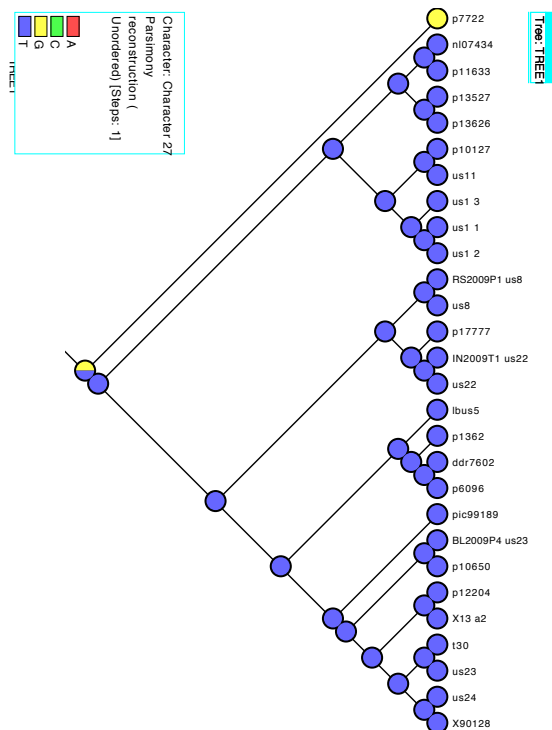 Tree: TREE1
Character: Character 27
Parsimony
reconstruction (
Unordered) [Steps: 1]
A
C
G
T
p7722
nl07434
p11633
p13527
p13626
p10127
us11
us1 3
us1 1
us1 2
RS2009P1 us8
us8
p17777
IN2009T1 us22
us22
lbus5
p1362
ddr7602
p6096
pic99189
BL2009P4 us23
p10650
p12204
X13 a2
t30
us23
us24
X90128